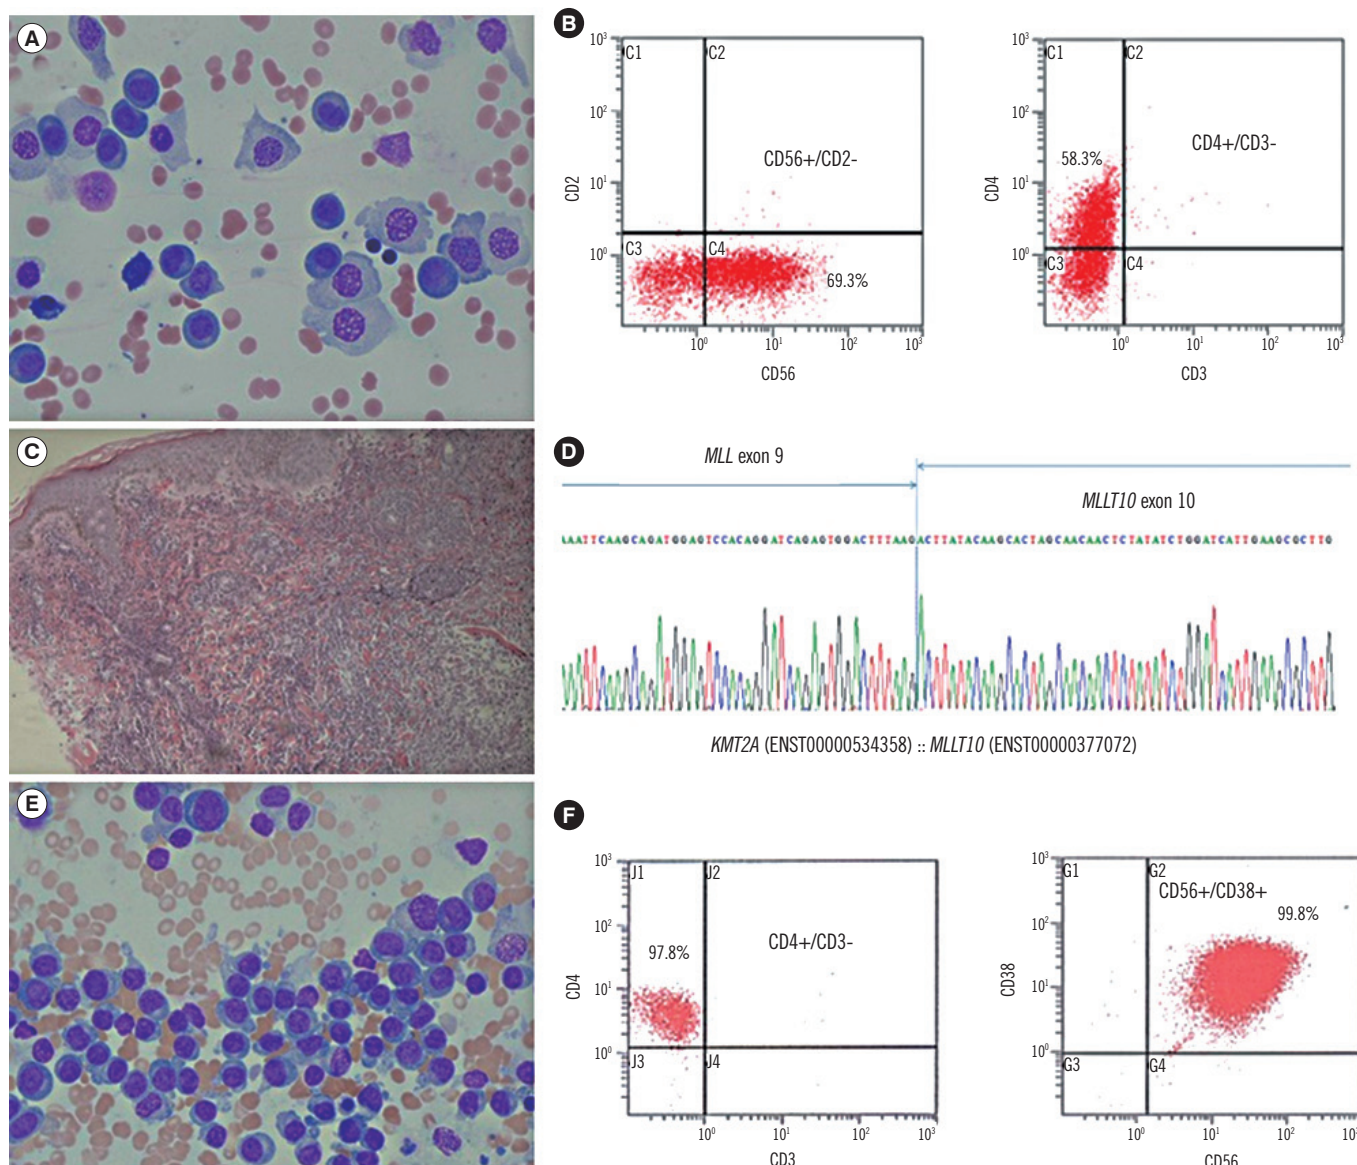 A
B
10³
C1
C2
10²
CD56+/CD2-
CD2
10¹
10⁰
C3
C4
69.3%
10⁰
10¹
10²
10³
CD56
10³
C1
C2
10²
CD4+/CD3-
58.3%
CD4
10¹
10⁰
C3
C4
10⁰
10¹
10²
10³
CD3
C
D
MLL exon 9
MLLT10 exon 10
AAATTCAAGCAGATGGAGTCCACAGGATCAGAGTGGACTTTAAGACTTATACAAGCACTAGCAACAACTCTATATCTGGATCATTGAAGCGCTTG
KMT2A (ENST00000534358) :: MLLT10 (ENST00000377072)
E
F
10³
J1
J2
10²
97.8%
CD4+/CD3-
CD4
10¹
10⁰
J3
J4
10⁰
10¹
10²
10³
CD3
10³
G1
G2
CD56+/CD38+
99.8%
10²
CD38
10¹
10⁰
G3
G4
10⁰
10¹
10²
10³
CD56